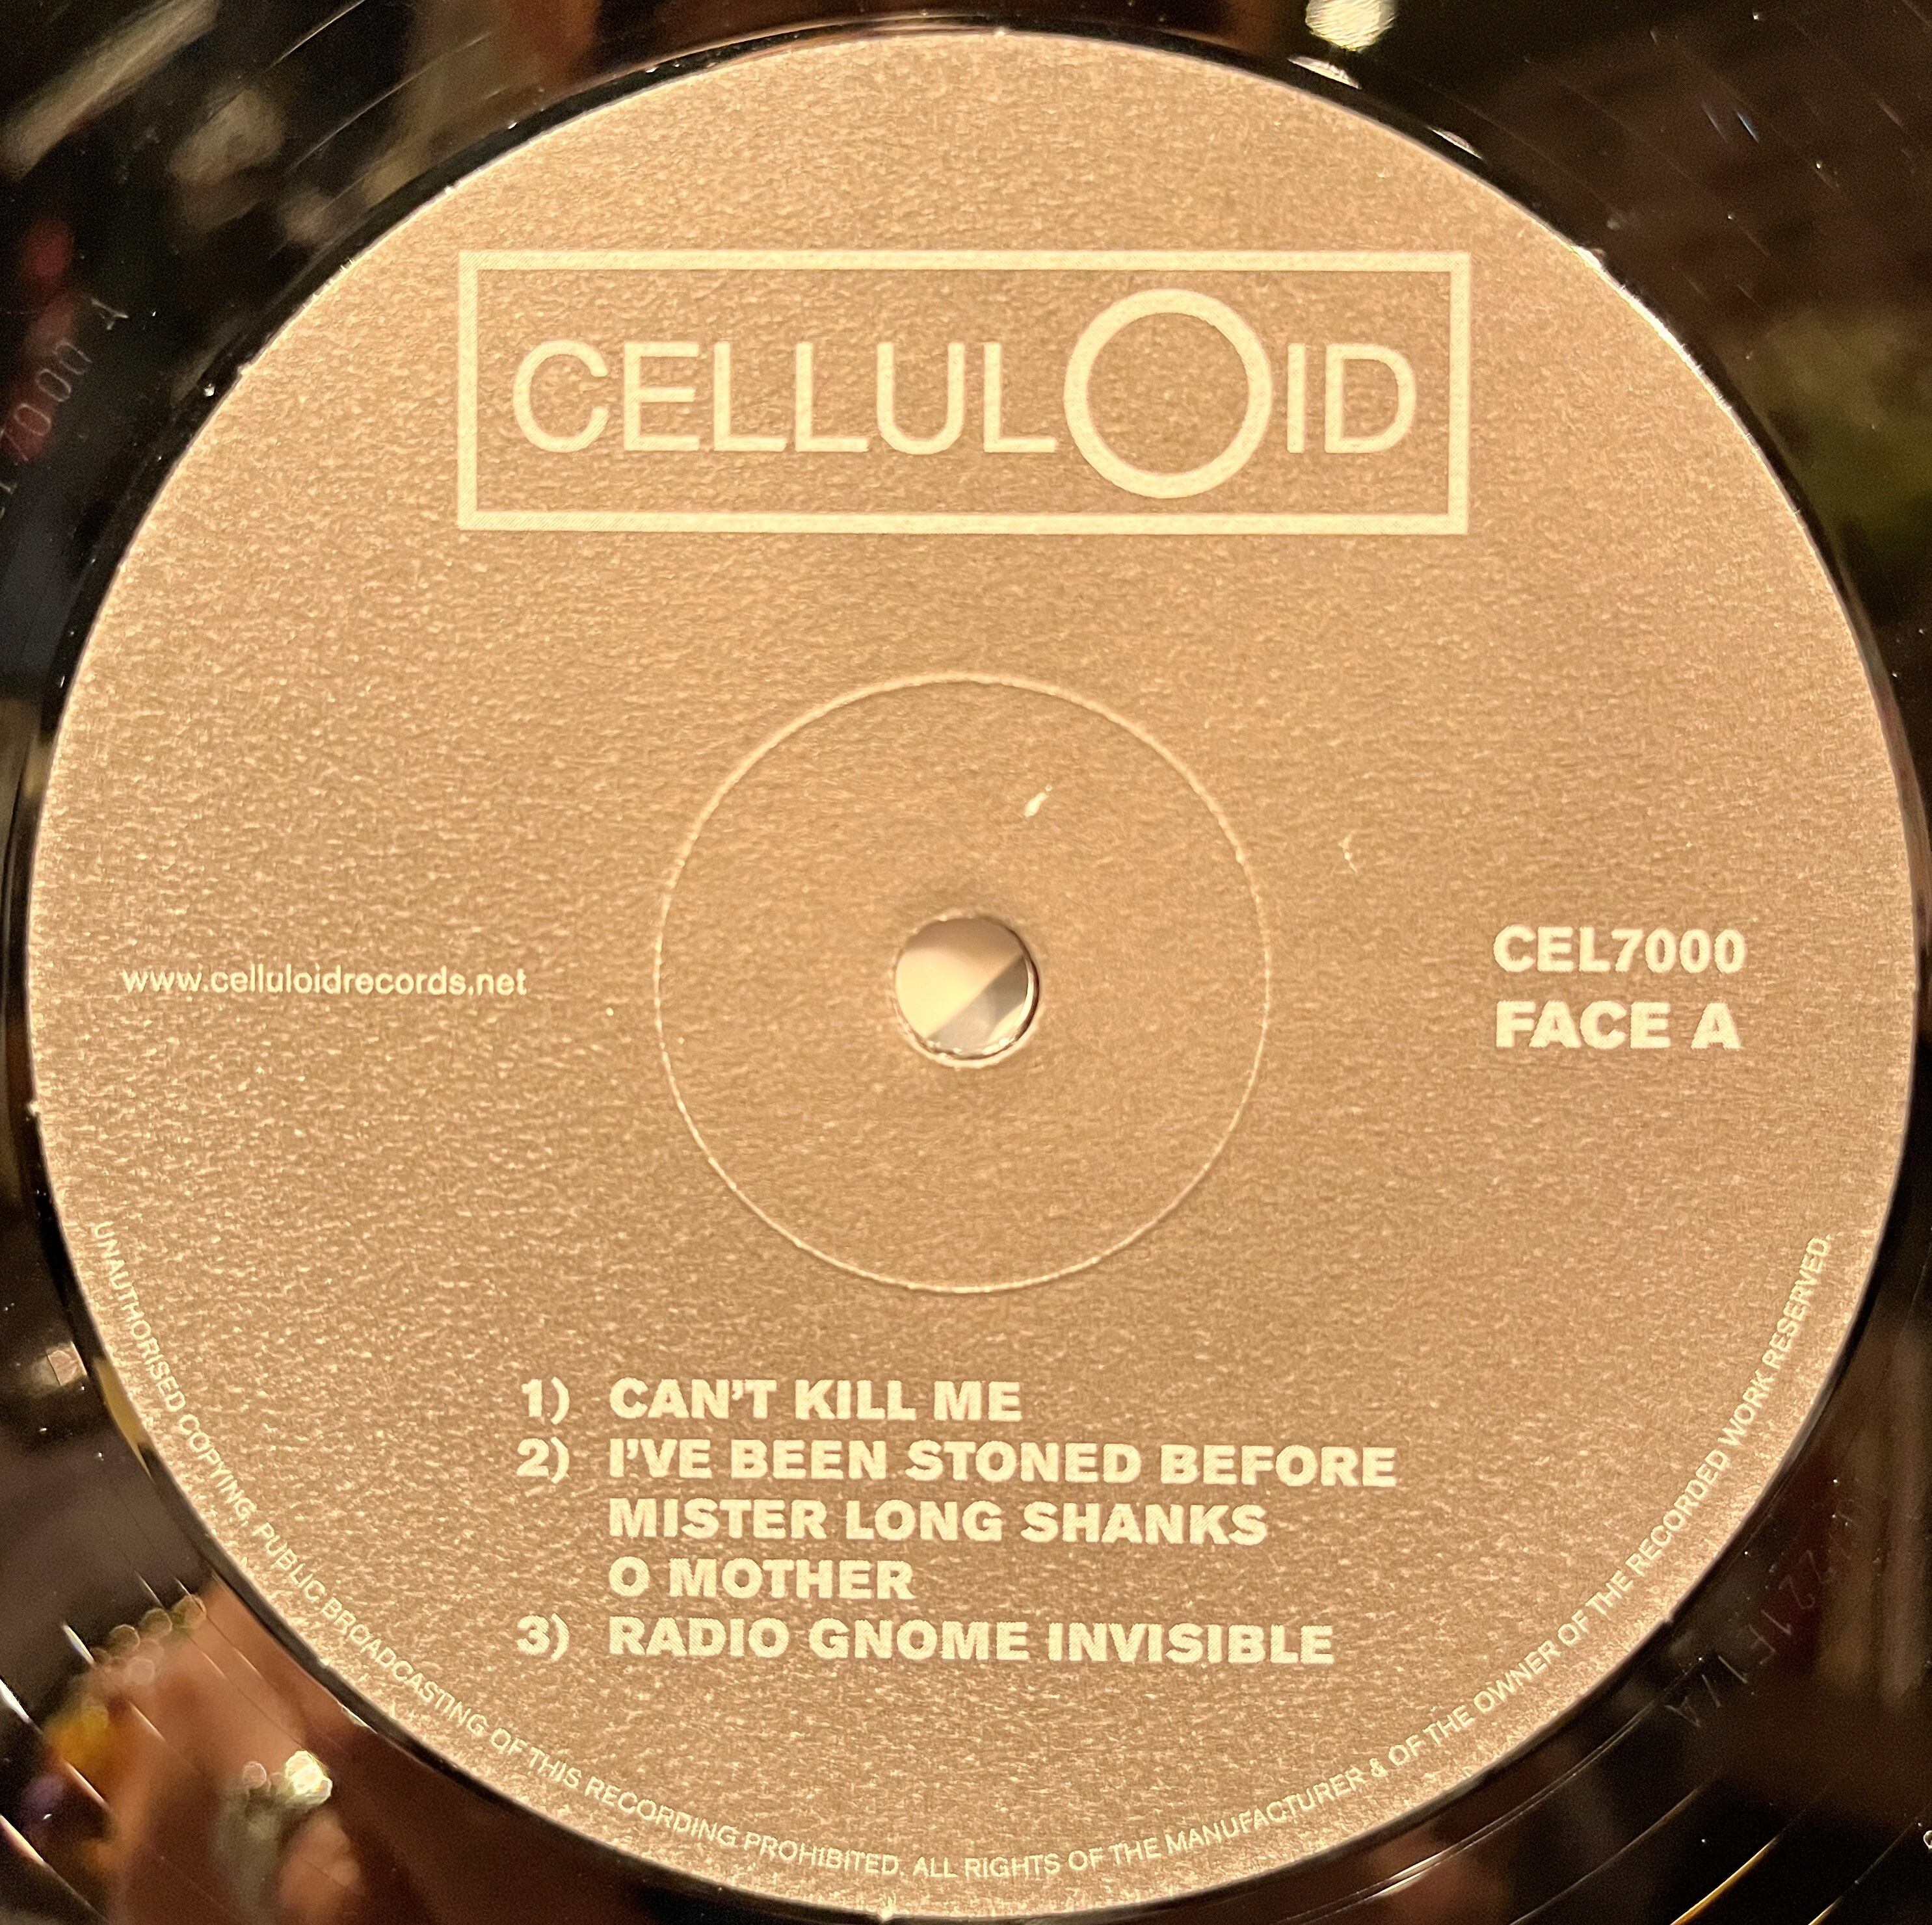 CELLULOID
www.celluloidrecords.net
CEL7000
FACE A
1) CAN'T KILL ME
2) I'VE BEEN STONED BEFORE
MISTER LONG SHANKS
O MOTHER
3) RADIO GNOME INVISIBLE
UNAUTHORISED COPYING, PUBLIC BROADCASTING OF THIS RECORDING PROHIBITED. ALL RIGHTS OF THE MANUFACTURER & OF THE OWNER OF THE RECORDED WORK RESERVED.